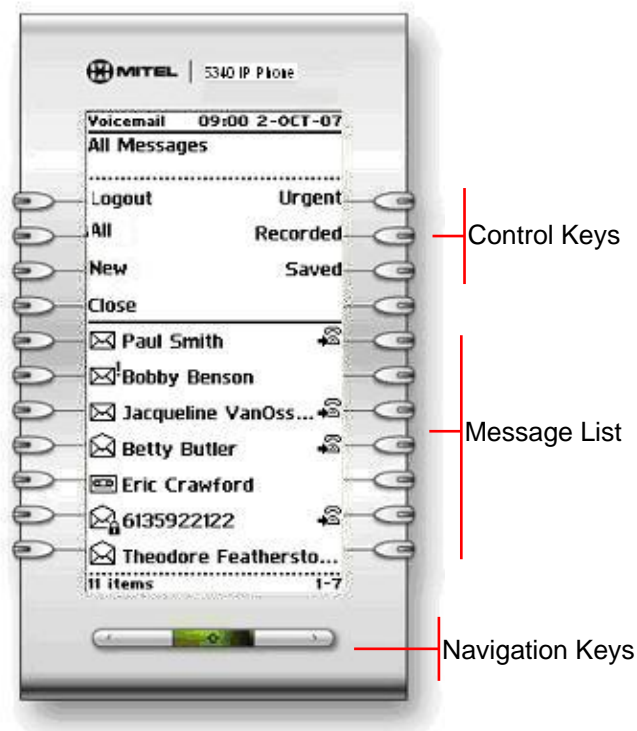 MITEL | 5340 IP Phone
Voicemail 09:00 2-OCT-07
All Messages
Logout Urgent
All Recorded
New Saved
Close
Paul Smith
Bobby Benson
Jacqueline VanOss...
Betty Butler
Eric Crawford
6135922122
Theodore Feathersto...
11 items 1-7
Control Keys
Message List
Navigation Keys